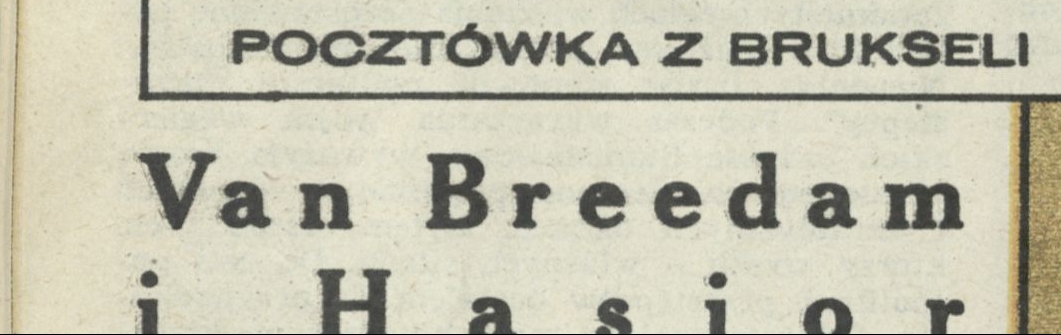 POCZTÓWKA Z BRUKSELI
Van Breedam
i Hasior